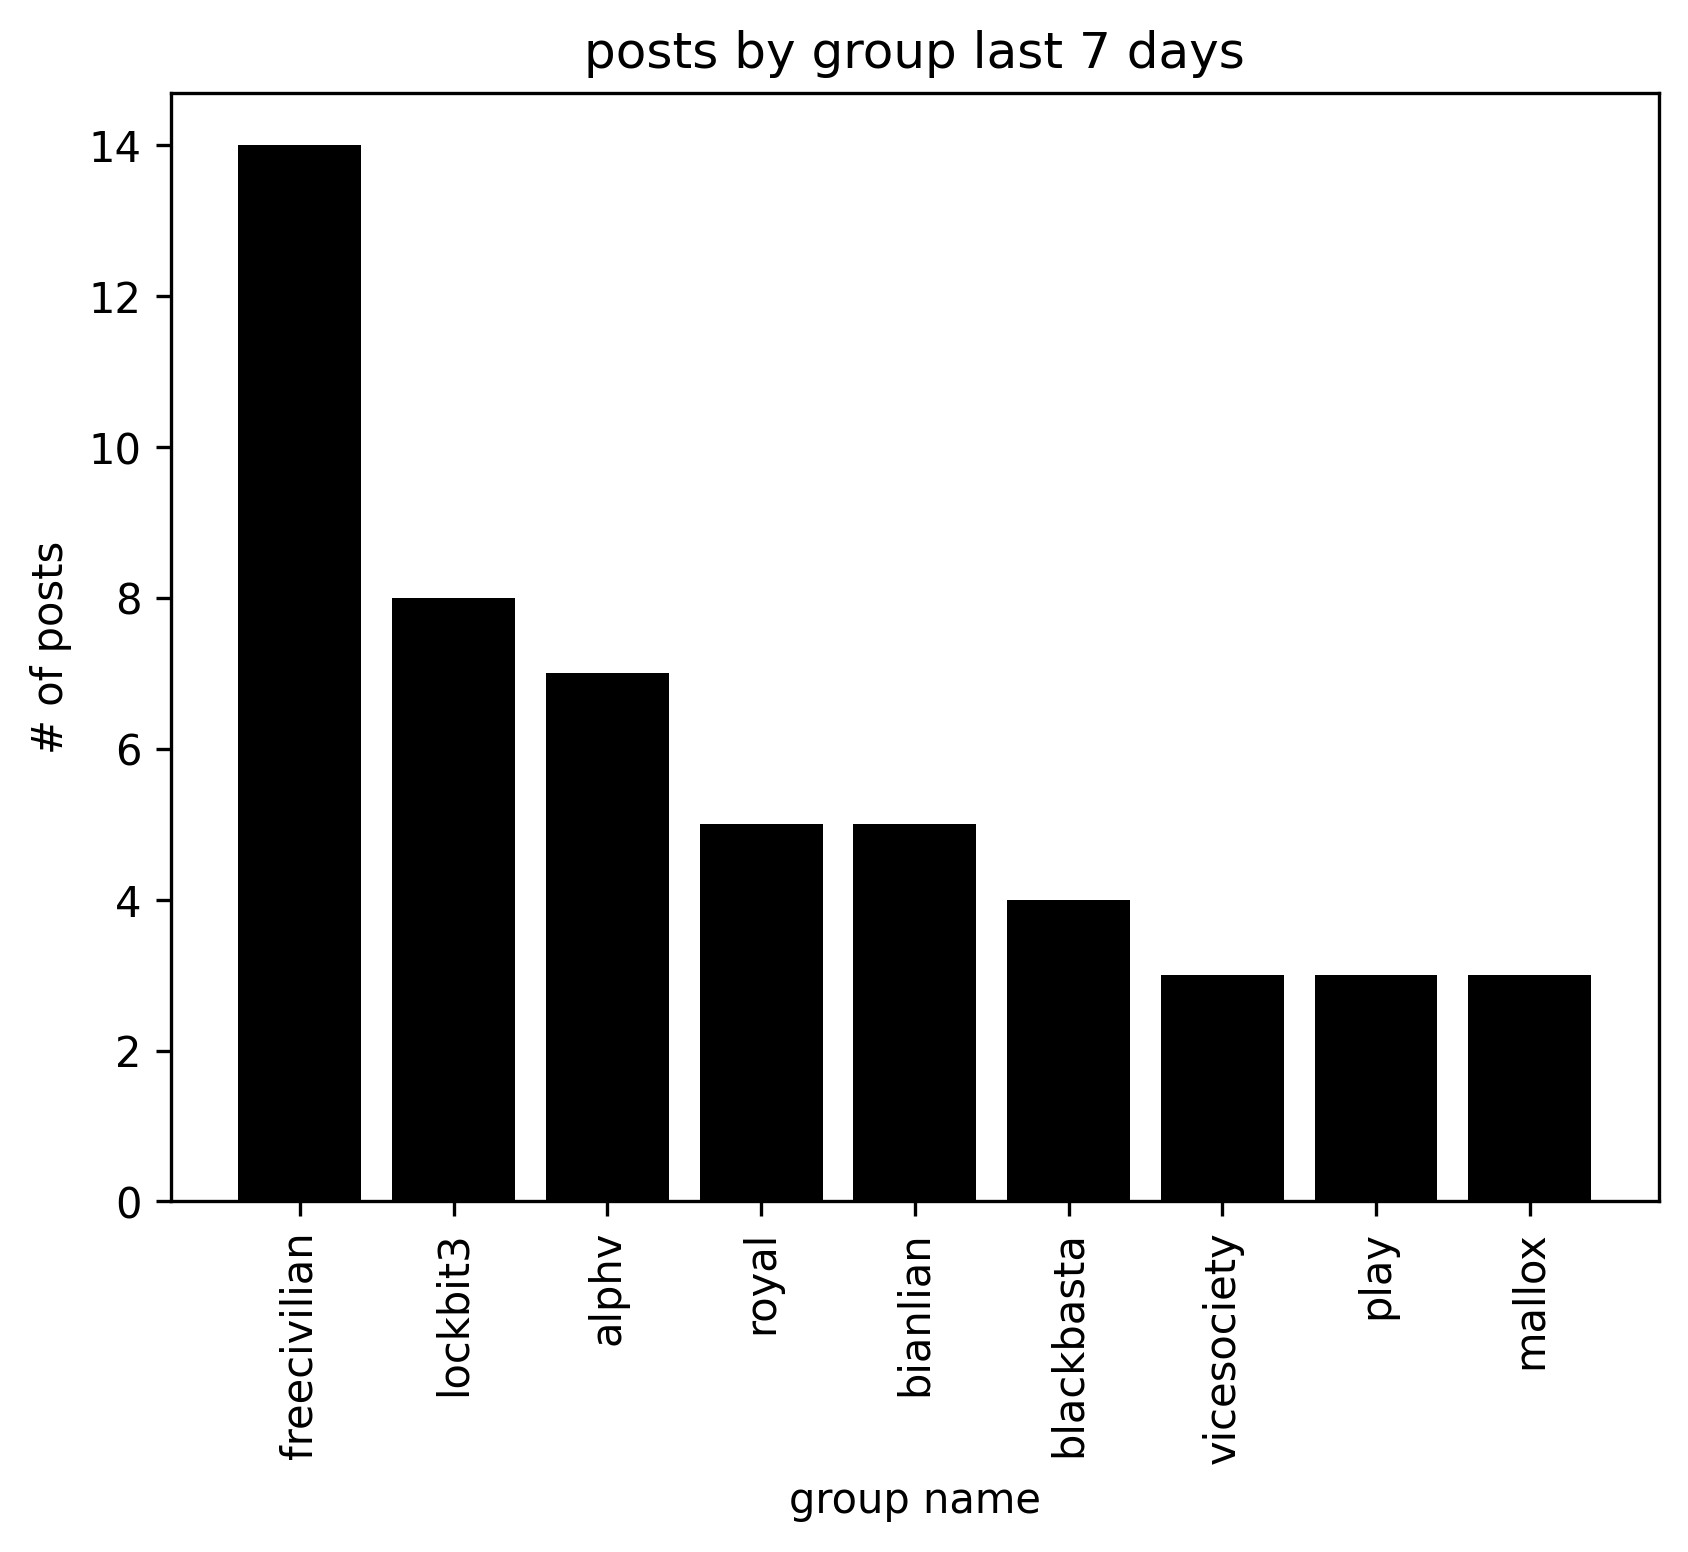 posts by group last 7 days
# of posts
14
12
10
8
6
4
2
0
freecivilian
lockbit3
alphv
royal
bianlian
blackbasta
vicesociety
play
mallox
group name